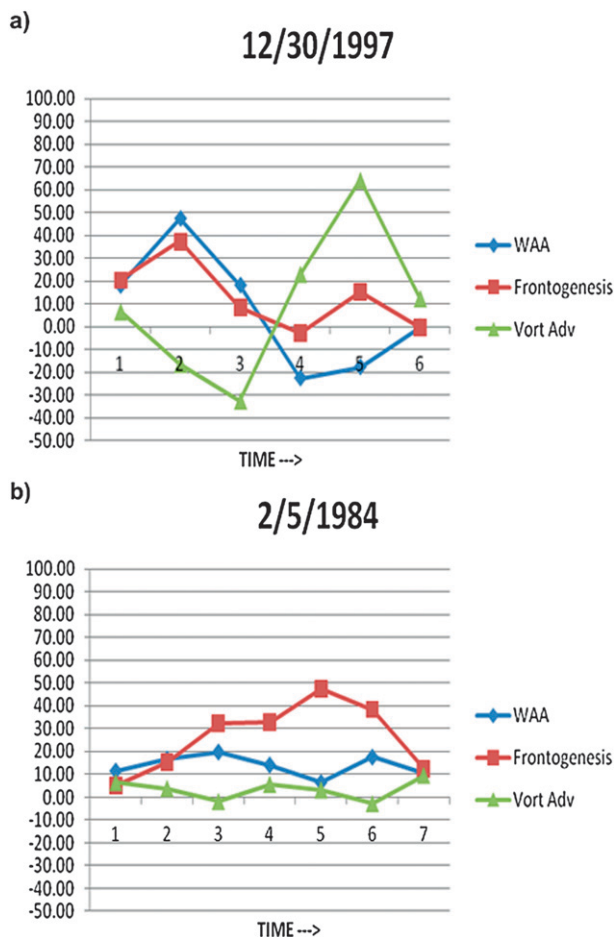 a)
12/30/1997
100.00
90.00
80.00
70.00
60.00
50.00
40.00
30.00
20.00
10.00
0.00
-10.00
-20.00
-30.00
-40.00
-50.00
1 2 3 4 5 6
TIME --->
WAA
Frontogenesis
Vort Adv
b)
2/5/1984
100.00
90.00
80.00
70.00
60.00
50.00
40.00
30.00
20.00
10.00
0.00
-10.00
-20.00
-30.00
-40.00
-50.00
1 2 3 4 5 6 7
TIME --->
WAA
Frontogenesis
Vort Adv